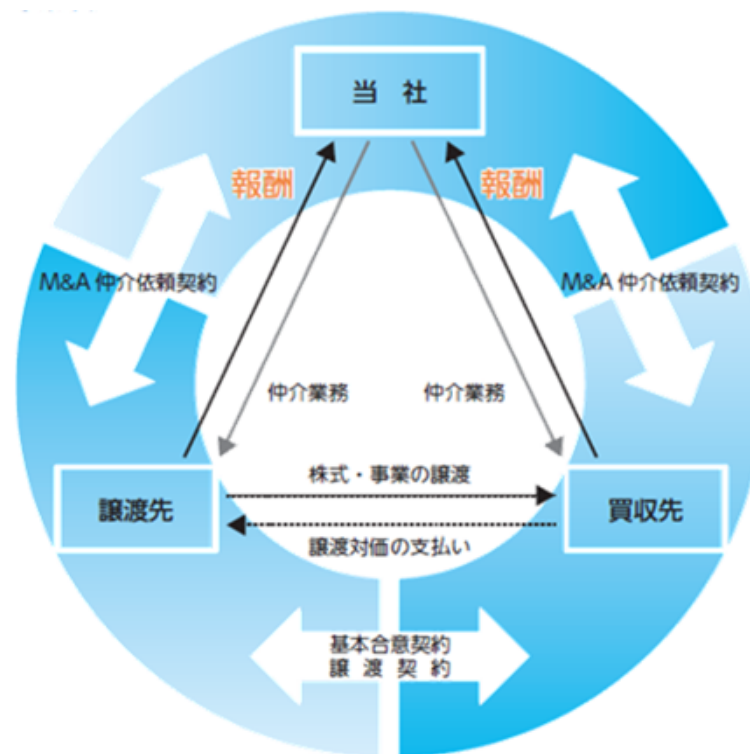 当 社
報酬
報酬
M&A 仲介依頼契約
M&A 仲介依頼契約
仲介業務
仲介業務
譲渡先
株式・事業の譲渡
買収先
譲渡対価の支払い
基本合意契約
譲 渡 契 約